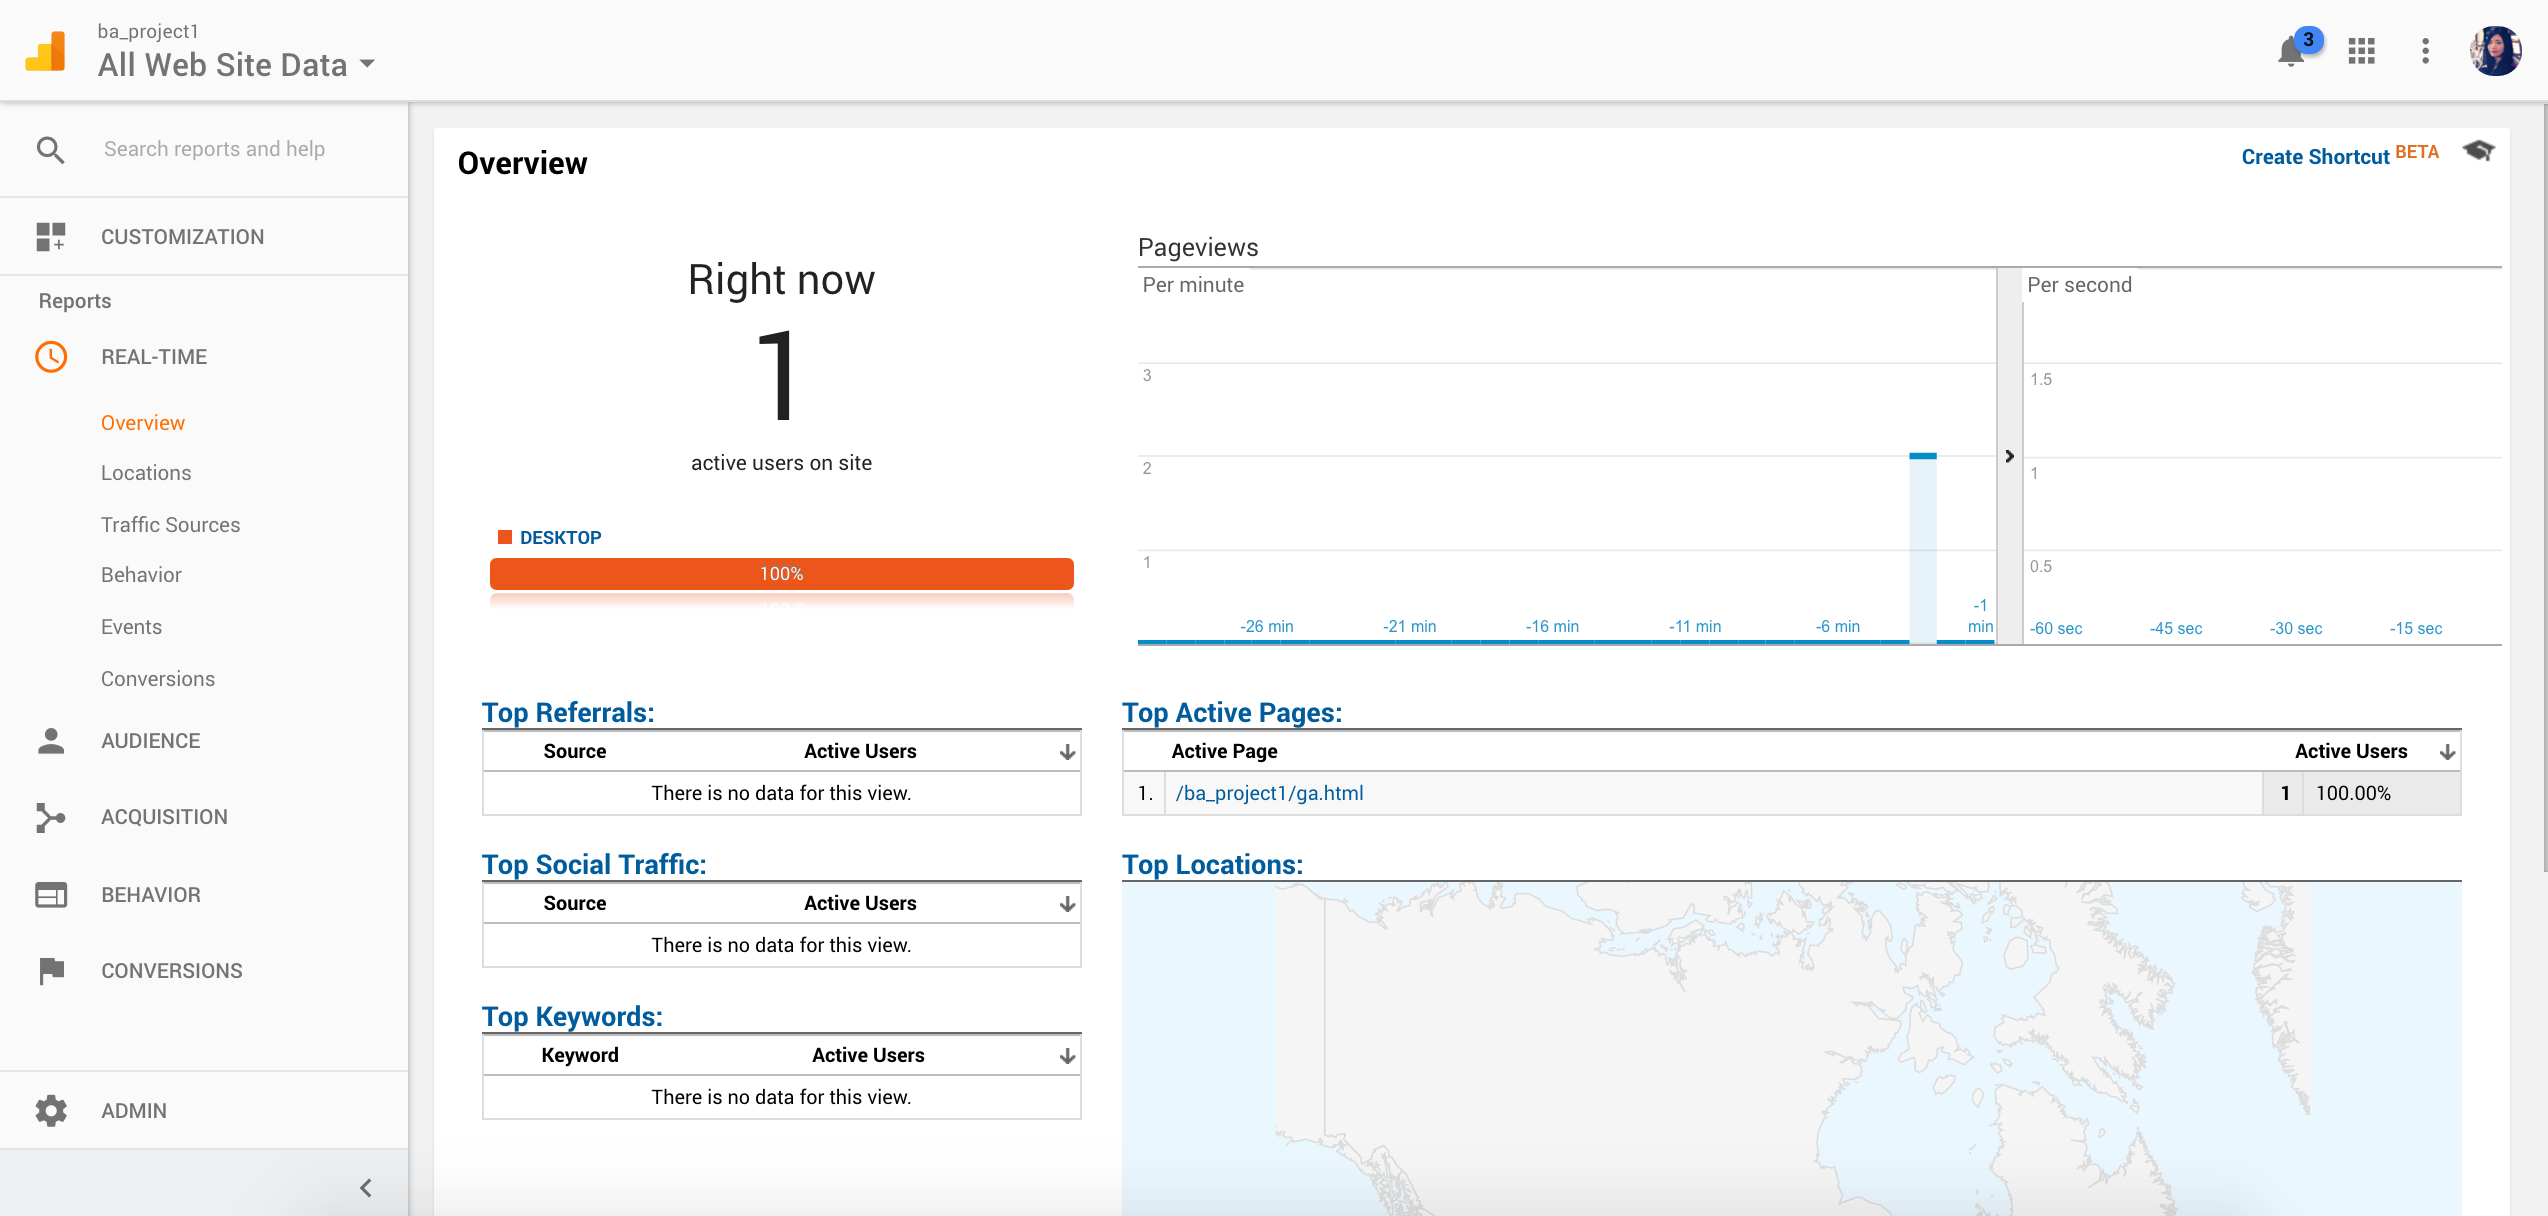 ba_project1
All Web Site Data
3
Search reports and help
CUSTOMIZATION
Reports
REAL-TIME
Overview
Locations
Traffic Sources
Behavior
Events
Conversions
AUDIENCE
ACQUISITION
BEHAVIOR
CONVERSIONS
ADMIN
Overview
Create Shortcut BETA
Right now
1
active users on site
DESKTOP
100%
Pageviews
Per minute
3
2
1
-26 min
-21 min
-16 min
-11 min
-6 min
-1
min
Per second
1.5
1
0.5
-60 sec
-45 sec
-30 sec
-15 sec
Top Referrals:
Source Active Users
There is no data for this view.
Top Active Pages:
Active Page Active Users
1. /ba_project1/ga.html 1 100.00%
Top Social Traffic:
Source Active Users
There is no data for this view.
Top Keywords:
Keyword Active Users
There is no data for this view.
Top Locations: